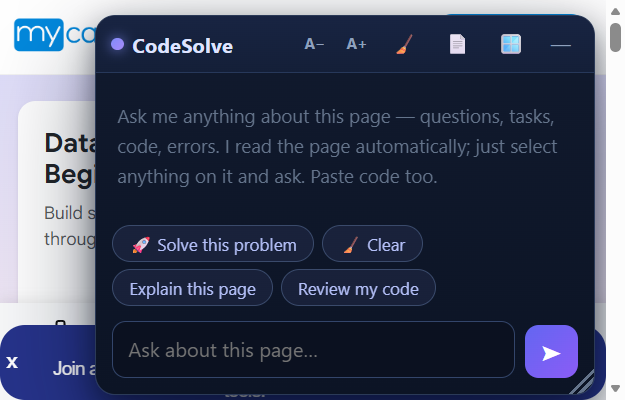 my
CodeSolve
A−
A+
Ask me anything about this page — questions, tasks,
code, errors. I read the page automatically; just select
anything on it and ask. Paste code too.
Data
Begi
Build s
throug
Solve this problem
Clear
Explain this page
Review my code
Ask about this page...
x
Join a